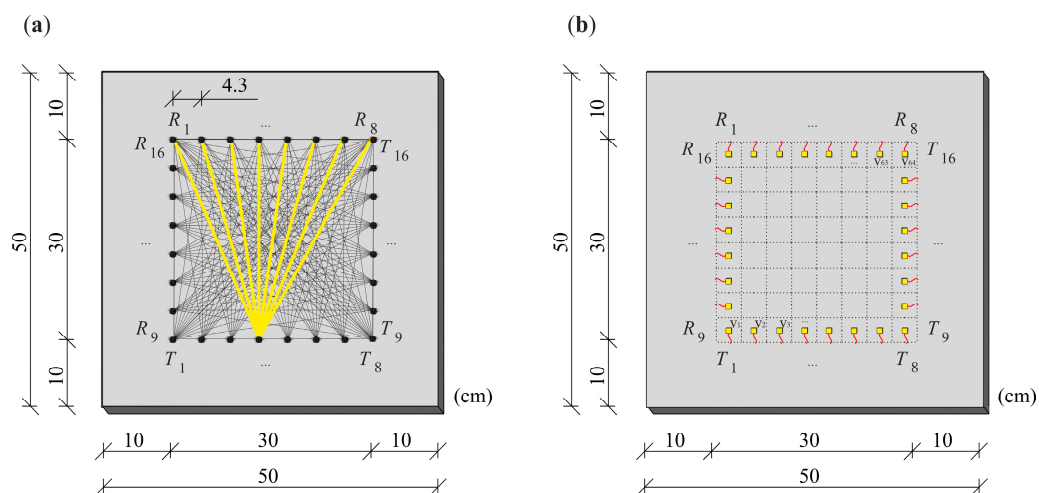 (a)
4.3
10
R1 ... R8
R16 T16
50
30
... ...
R9 T9
T1 ... T8
10
(cm)
10 30 10
50
(b)
10
R1 ... R8
R16 T16
... V63 V64
50
30
... ...
R9 T9
V1 V2 V3 ...
T1 ... T8
10
(cm)
10 30 10
50